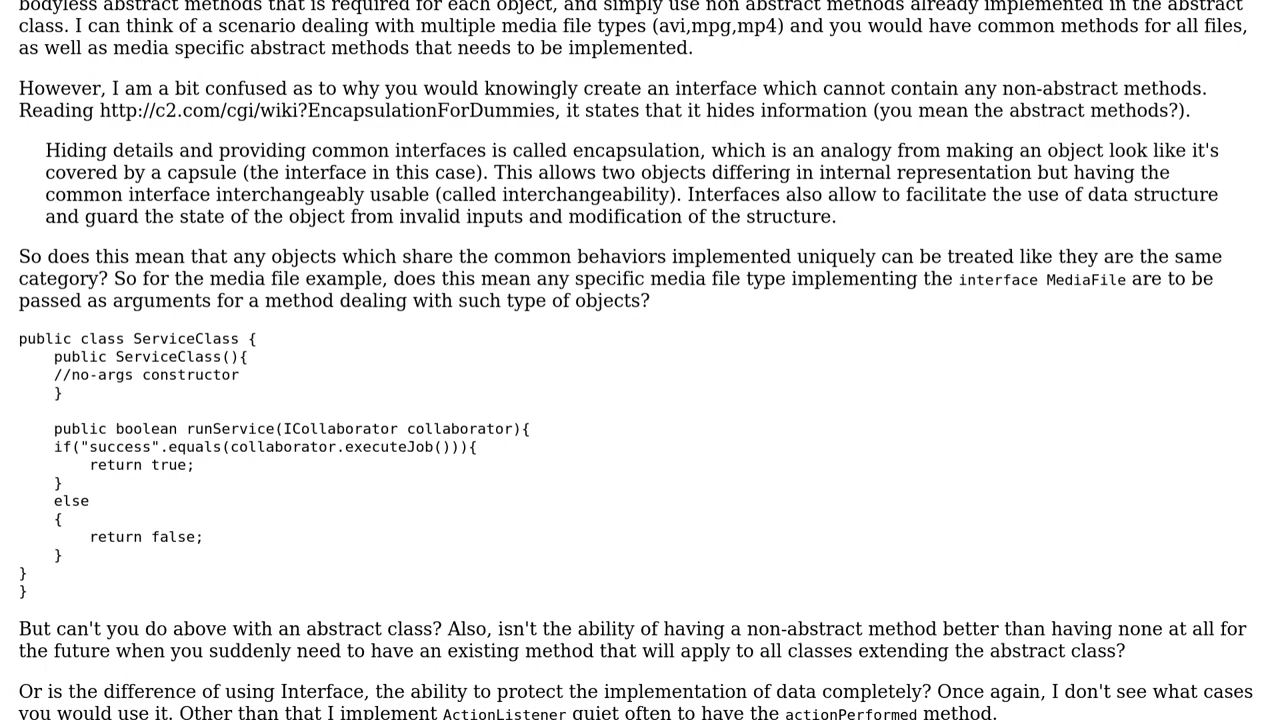 bodyless abstract methods that is required for each object, and simply use non abstract methods already implemented in the abstract
class. I can think of a scenario dealing with multiple media file types (avi,mpg,mp4) and you would have common methods for all files,
as well as media specific abstract methods that needs to be implemented.
However, I am a bit confused as to why you would knowingly create an interface which cannot contain any non-abstract methods.
Reading http://c2.com/cgi/wiki?EncapsulationForDummies, it states that it hides information (you mean the abstract methods?).
Hiding details and providing common interfaces is called encapsulation, which is an analogy from making an object look like it's
covered by a capsule (the interface in this case). This allows two objects differing in internal representation but having the
common interface interchangeably usable (called interchangeability). Interfaces also allow to facilitate the use of data structure
and guard the state of the object from invalid inputs and modification of the structure.
So does this mean that any objects which share the common behaviors implemented uniquely can be treated like they are the same
category? So for the media file example, does this mean any specific media file type implementing the interface MediaFile are to be
passed as arguments for a method dealing with such type of objects?
public class ServiceClass {
    public ServiceClass(){
    //no-args constructor
    }
    public boolean runService(ICollaborator collaborator){
    if("success".equals(collaborator.executeJob())){
        return true;
    }
    else
    {
        return false;
    }
}
}
But can't you do above with an abstract class? Also, isn't the ability of having a non-abstract method better than having none at all for
the future when you suddenly need to have an existing method that will apply to all classes extending the abstract class?
Or is the difference of using Interface, the ability to protect the implementation of data completely? Once again, I don't see what cases
you would use it. Other than that I implement ActionListener quiet often to have the actionPerformed method.